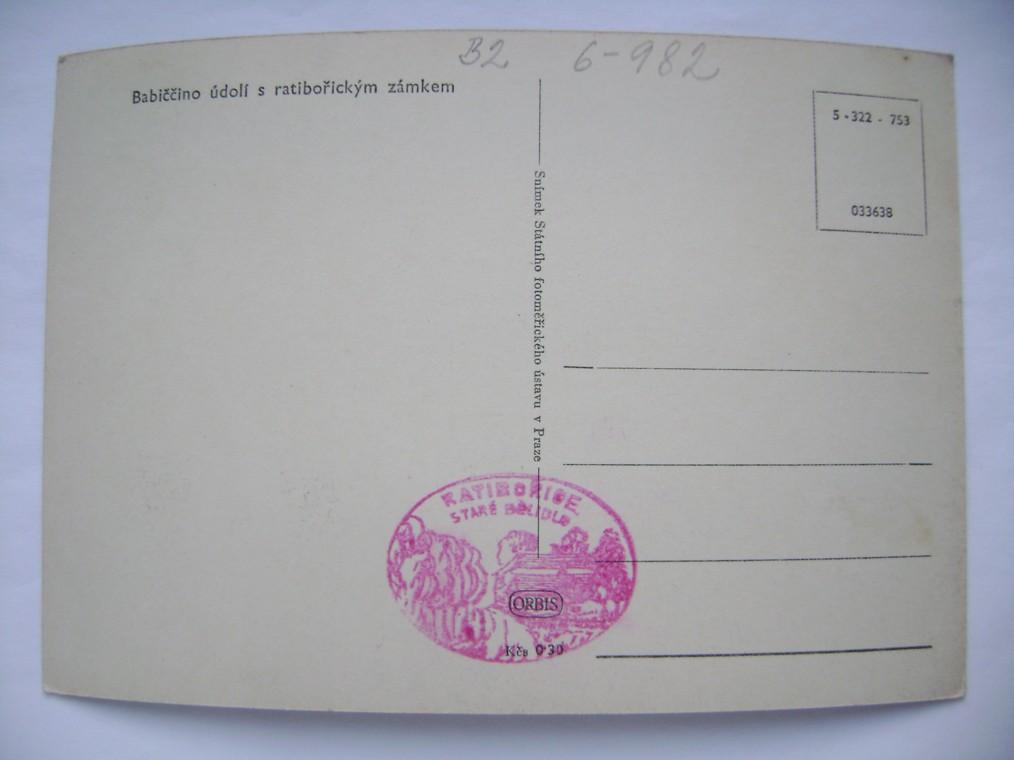 B2 6-982
Babiččino údolí s ratibořickým zámkem
5 - 322 - 753
033638
Snímek Státního fotoměřického ústavu v Praze
RATIBOŘICE
STARÉ BĚLIDLO
ORBIS
Kčs 0·30